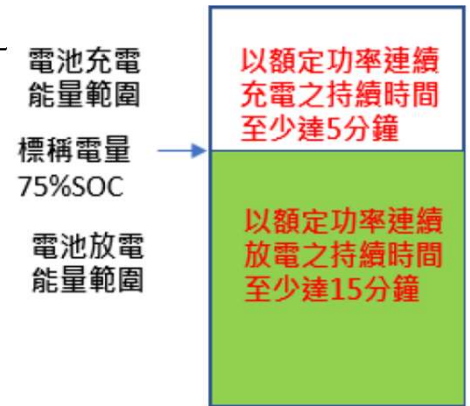 電池充電
能量範圍
以額定功率連續
充電之持續時間
至少達5分鐘
標稱電量
75%SOC
電池放電
能量範圍
以額定功率連續
放電之持續時間
至少達15分鐘